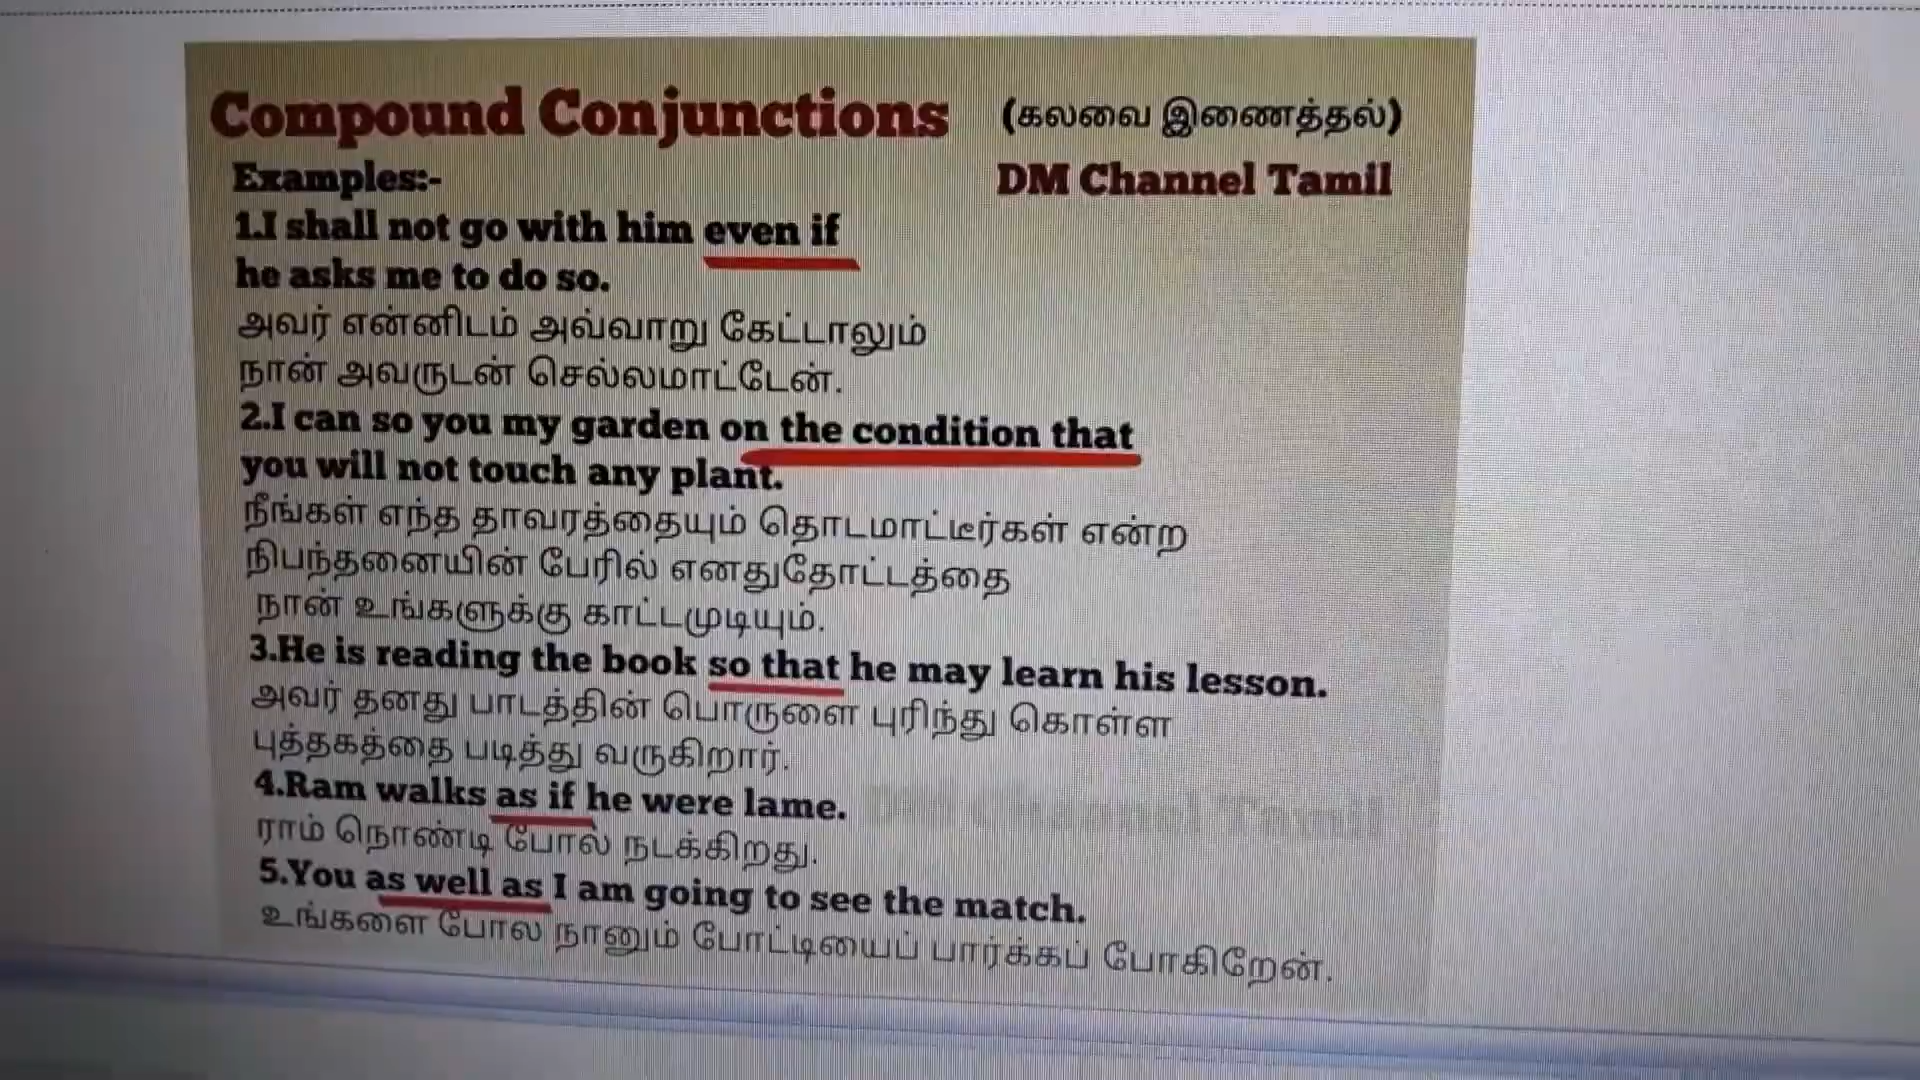 Compound Conjunctions (கலவை இணைத்தல்)
Examples:- DM Channel Tamil
1.I shall not go with him even if
he asks me to do so.
அவர் என்னிடம் அவ்வாறு கேட்டாலும்
நான் அவருடன் செல்லமாட்டேன்.
2.I can so you my garden on the condition that
you will not touch any plant.
நீங்கள் எந்த தாவரத்தையும் தொடமாட்டீர்கள் என்ற
நிபந்தனையின் பேரில் எனதுதோட்டத்தை
நான் உங்களுக்கு காட்டமுடியும்.
3.He is reading the book so that he may learn his lesson.
அவர் தனது பாடத்தின் பொருளை புரிந்து கொள்ள
புத்தகத்தை படித்து வருகிறார்.
4.Ram walks as if he were lame.
ராம் நொண்டி போல் நடக்கிறது.
5.You as well as I am going to see the match.
உங்களை போல நானும் போட்டியைப் பார்க்கப் போகிறேன்.